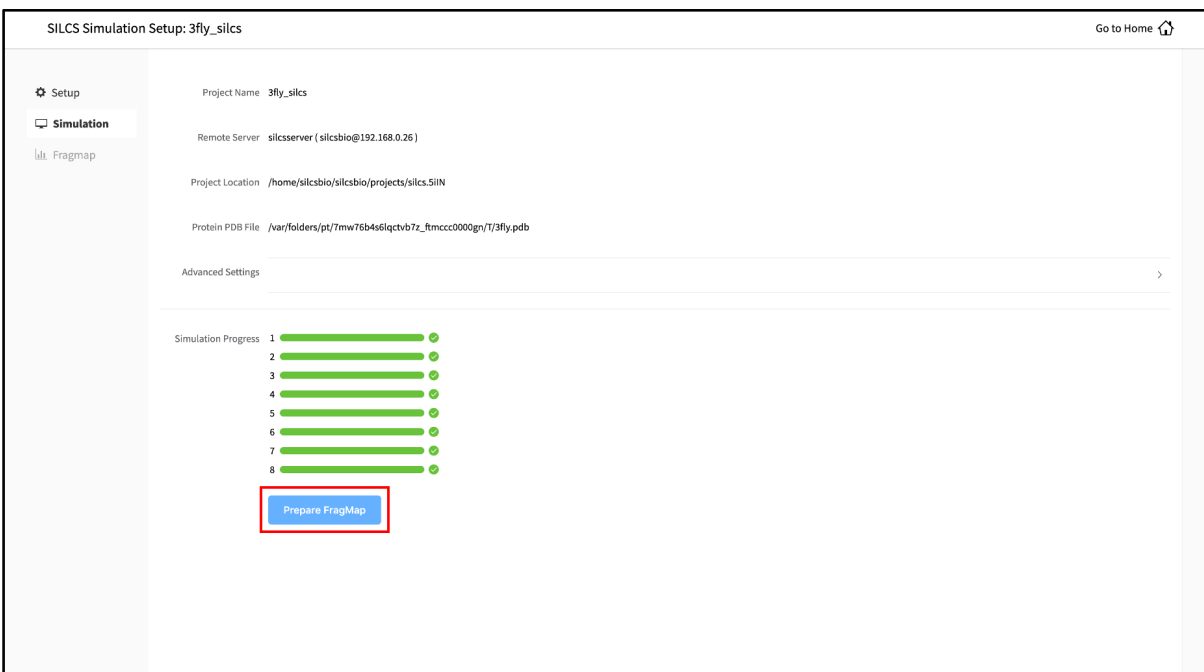 SILCS Simulation Setup: 3fly_silcs
Go to Home
Setup
Simulation
Fragmap
Project Name 3fly_silcs
Remote Server silcsserver ( silcsbio@192.168.0.26 )
Project Location /home/silcsbio/silcsbio/projects/silcs.5iIN
Protein PDB File /var/folders/pt/7mw76b4s6lqctvb7z_ftmccc0000gn/T/3fly.pdb
Advanced Settings
Simulation Progress 1
2
3
4
5
6
7
8
Prepare FragMap